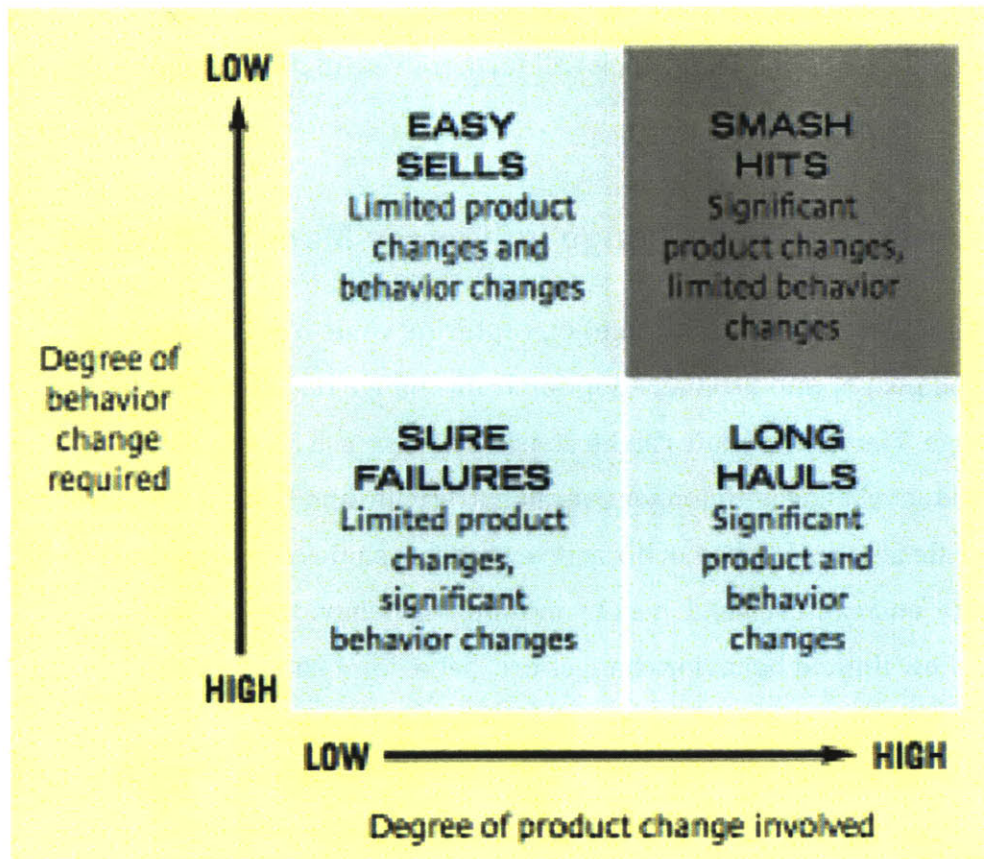 LOW
EASY
SELLS
Limited product
changes and
behavior changes
SMASH
HITS
Significant
product changes,
limited behavior
changes
Degree of
behavior
change
required
SURE
FAILURES
Limited product
changes,
significant
behavior changes
LONG
HAULS
Significant
product and
behavior
changes
HIGH
LOW
HIGH
Degree of product change involved